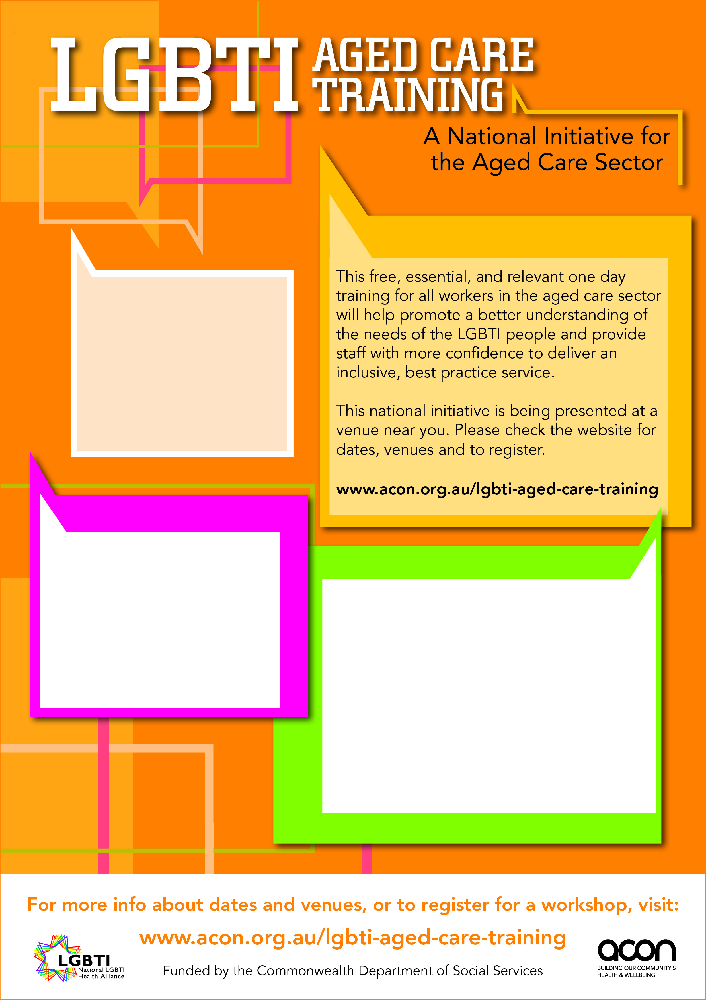 LGBTI AGED CARE
TRAINING
A National Initiative for
the Aged Care Sector
This free, essential, and relevant one day
training for all workers in the aged care sector
will help promote a better understanding of
the needs of the LGBTI people and provide
staff with more confidence to deliver an
inclusive, best practice service.
This national initiative is being presented at a
venue near you. Please check the website for
dates, venues and to register.
www.acon.org.au/lgbti-aged-care-training
For more info about dates and venues, or to register for a workshop, visit:
www.acon.org.au/lgbti-aged-care-training
Funded by the Commonwealth Department of Social Services
LGBTI
National LGBTI
Health Alliance
acon
BUILDING OUR COMMUNITY'S
HEALTH & WELLBEING